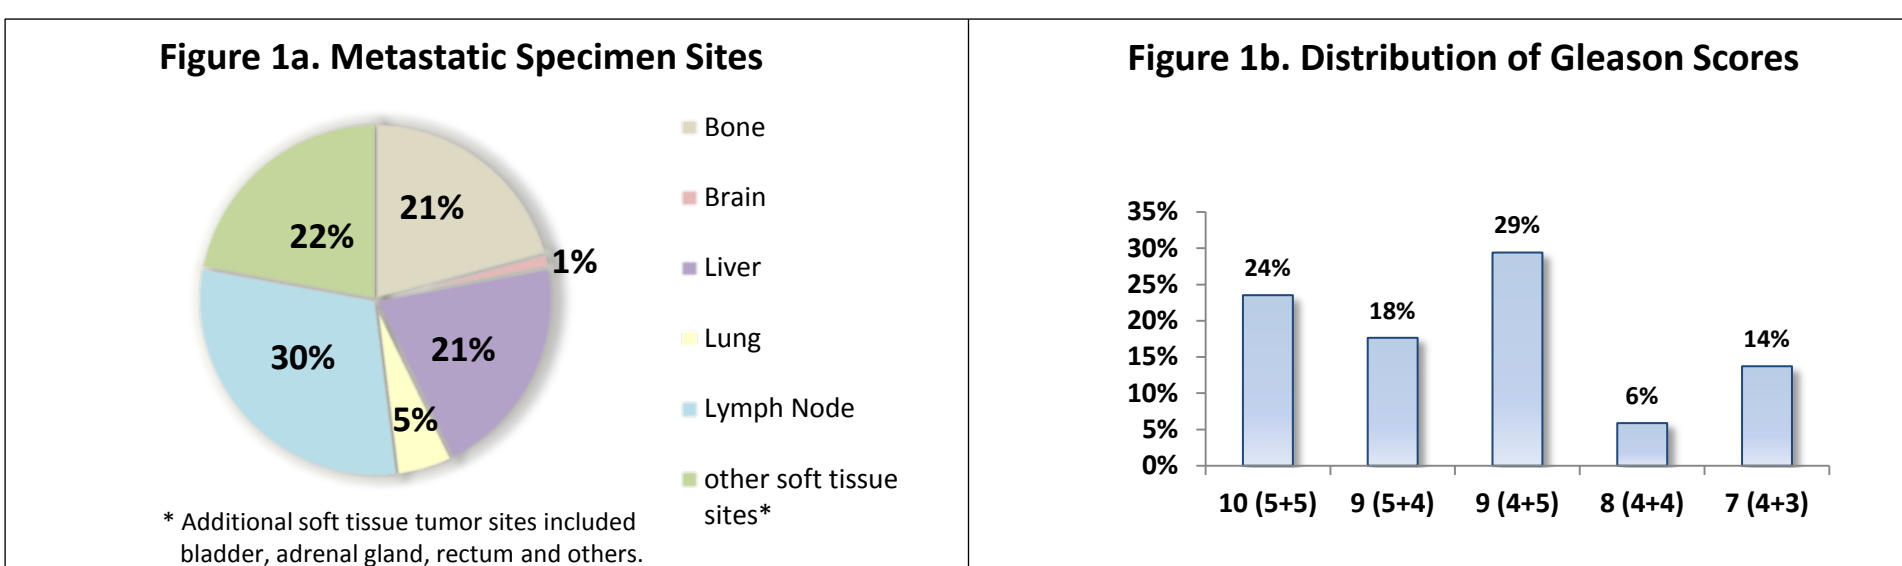 Figure 1a. Metastatic Specimen Sites
21%
1%
21%
5%
30%
22%
Bone
Brain
Liver
Lung
Lymph Node
other soft tissue
sites*
* Additional soft tissue tumor sites included
bladder, adrenal gland, rectum and others.
Figure 1b. Distribution of Gleason Scores
35%
30%
25%
20%
15%
10%
5%
0%
24%
18%
29%
6%
14%
10 (5+5)
9 (5+4)
9 (4+5)
8 (4+4)
7 (4+3)